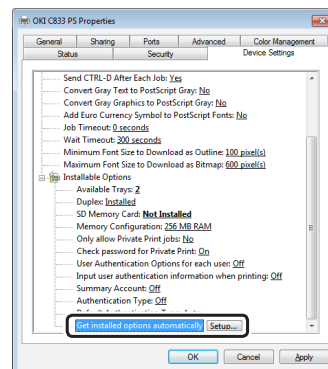 OKI C833 PS Properties
General Sharing Ports Advanced Color Management
Status Security Device Settings
Send CTRL-D After Each Job: Yes
Convert Gray Text to PostScript Gray: No
Convert Gray Graphics to PostScript Gray: No
Add Euro Currency Symbol to PostScript Fonts: No
Job Timeout: 0 seconds
Wait Timeout: 300 seconds
Minimum Font Size to Download as Outline: 100 pixel(s)
Maximum Font Size to Download as Bitmap: 600 pixel(s)
Installable Options
Available Trays: 2
Duplex: Installed
SD Memory Card: Not Installed
Memory Configuration: 256 MB RAM
Only allow Private Print jobs: No
Check password for Private Print: On
User Authentication Options for each user: Off
Input user authentication information when printing: Off
Summary Account: Off
Authentication Type: Off
Get installed options automatically Setup...
OK Cancel Apply